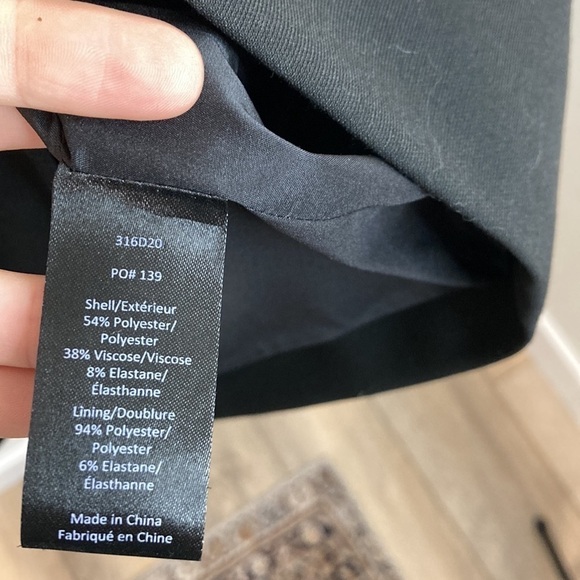 316D20
PO# 139
Shell/Extérieur
54% Polyester/
Polyester
38% Viscose/Viscose
8% Elastane/
Élasthanne
Lining/Doublure
94% Polyester/
Polyester
6% Elastane/
Élasthanne
Made in China
Fabriqué en Chine